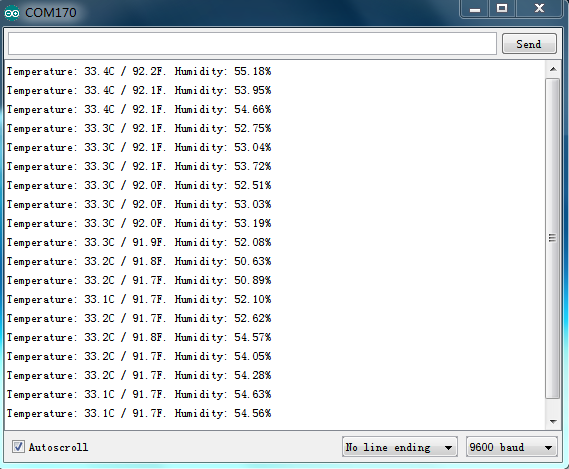 COM170
Send
Temperature: 33.4C / 92.2F. Humidity: 55.18%
Temperature: 33.4C / 92.1F. Humidity: 53.95%
Temperature: 33.4C / 92.1F. Humidity: 54.66%
Temperature: 33.3C / 92.1F. Humidity: 52.75%
Temperature: 33.3C / 92.1F. Humidity: 53.04%
Temperature: 33.3C / 92.1F. Humidity: 53.72%
Temperature: 33.3C / 92.0F. Humidity: 52.51%
Temperature: 33.3C / 92.0F. Humidity: 53.03%
Temperature: 33.3C / 92.0F. Humidity: 53.19%
Temperature: 33.3C / 91.9F. Humidity: 52.08%
Temperature: 33.2C / 91.8F. Humidity: 50.63%
Temperature: 33.2C / 91.7F. Humidity: 50.89%
Temperature: 33.1C / 91.7F. Humidity: 52.10%
Temperature: 33.2C / 91.7F. Humidity: 52.62%
Temperature: 33.2C / 91.8F. Humidity: 54.57%
Temperature: 33.2C / 91.7F. Humidity: 54.05%
Temperature: 33.2C / 91.7F. Humidity: 54.28%
Temperature: 33.1C / 91.7F. Humidity: 54.63%
Temperature: 33.1C / 91.7F. Humidity: 54.56%
Autoscroll
No line ending
9600 baud